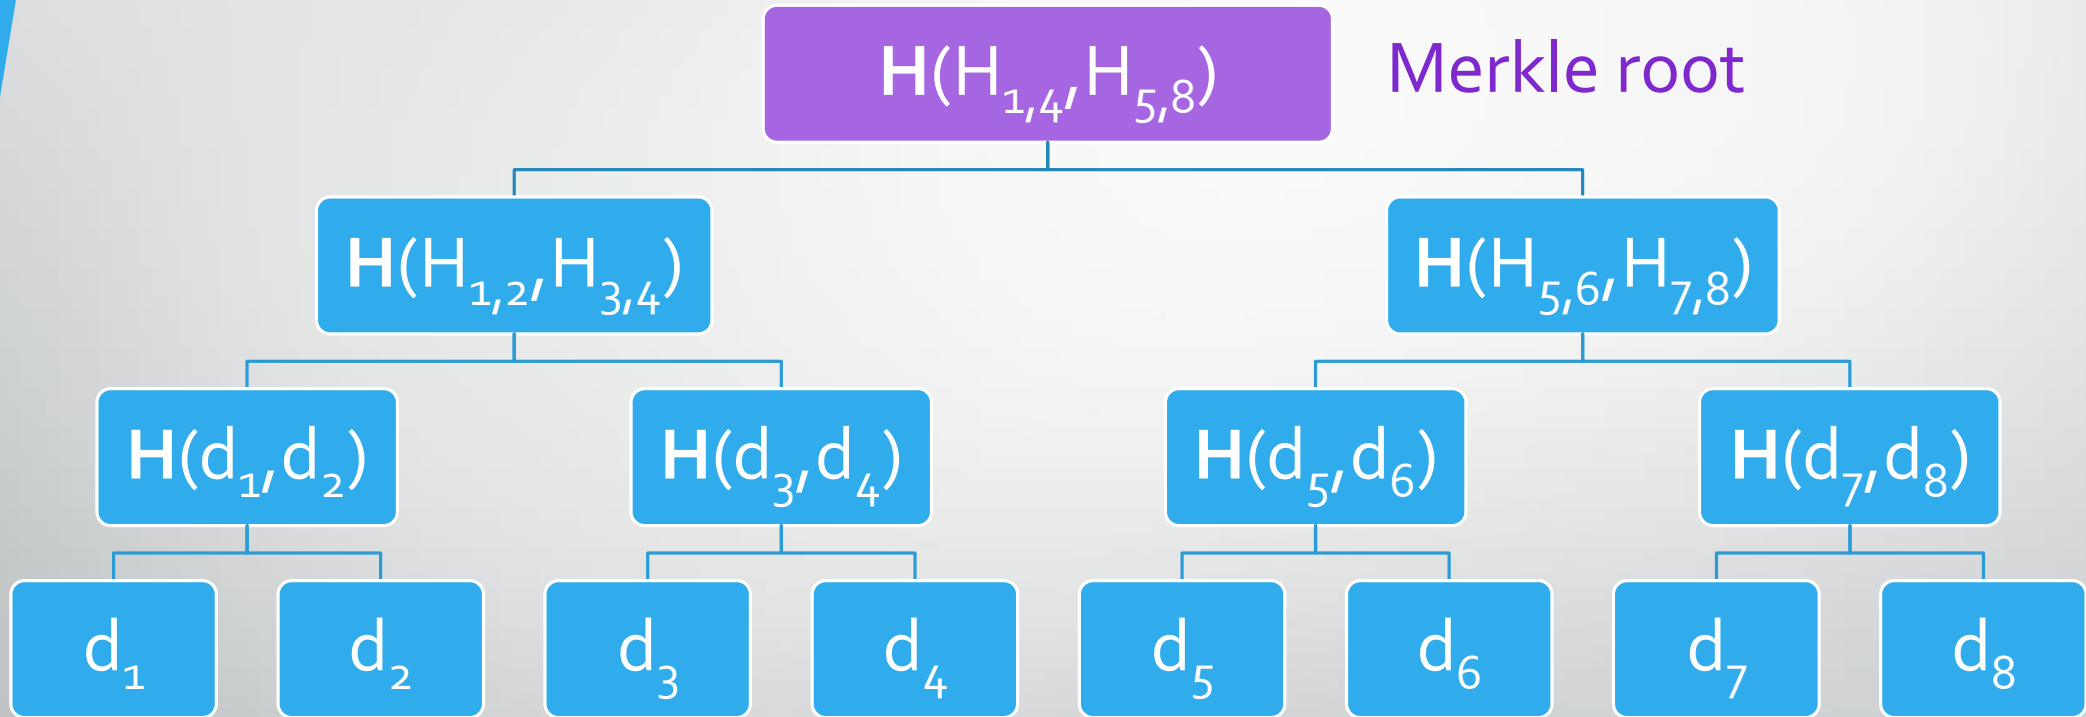 H(H₁,₄,H₅,₈) Merkle root
H(H₁,₂,H₃,₄) H(H₅,₆,H₇,₈)
H(d₁,d₂) H(d₃,d₄) H(d₅,d₆) H(d₇,d₈)
d₁ d₂ d₃ d₄ d₅ d₆ d₇ d₈